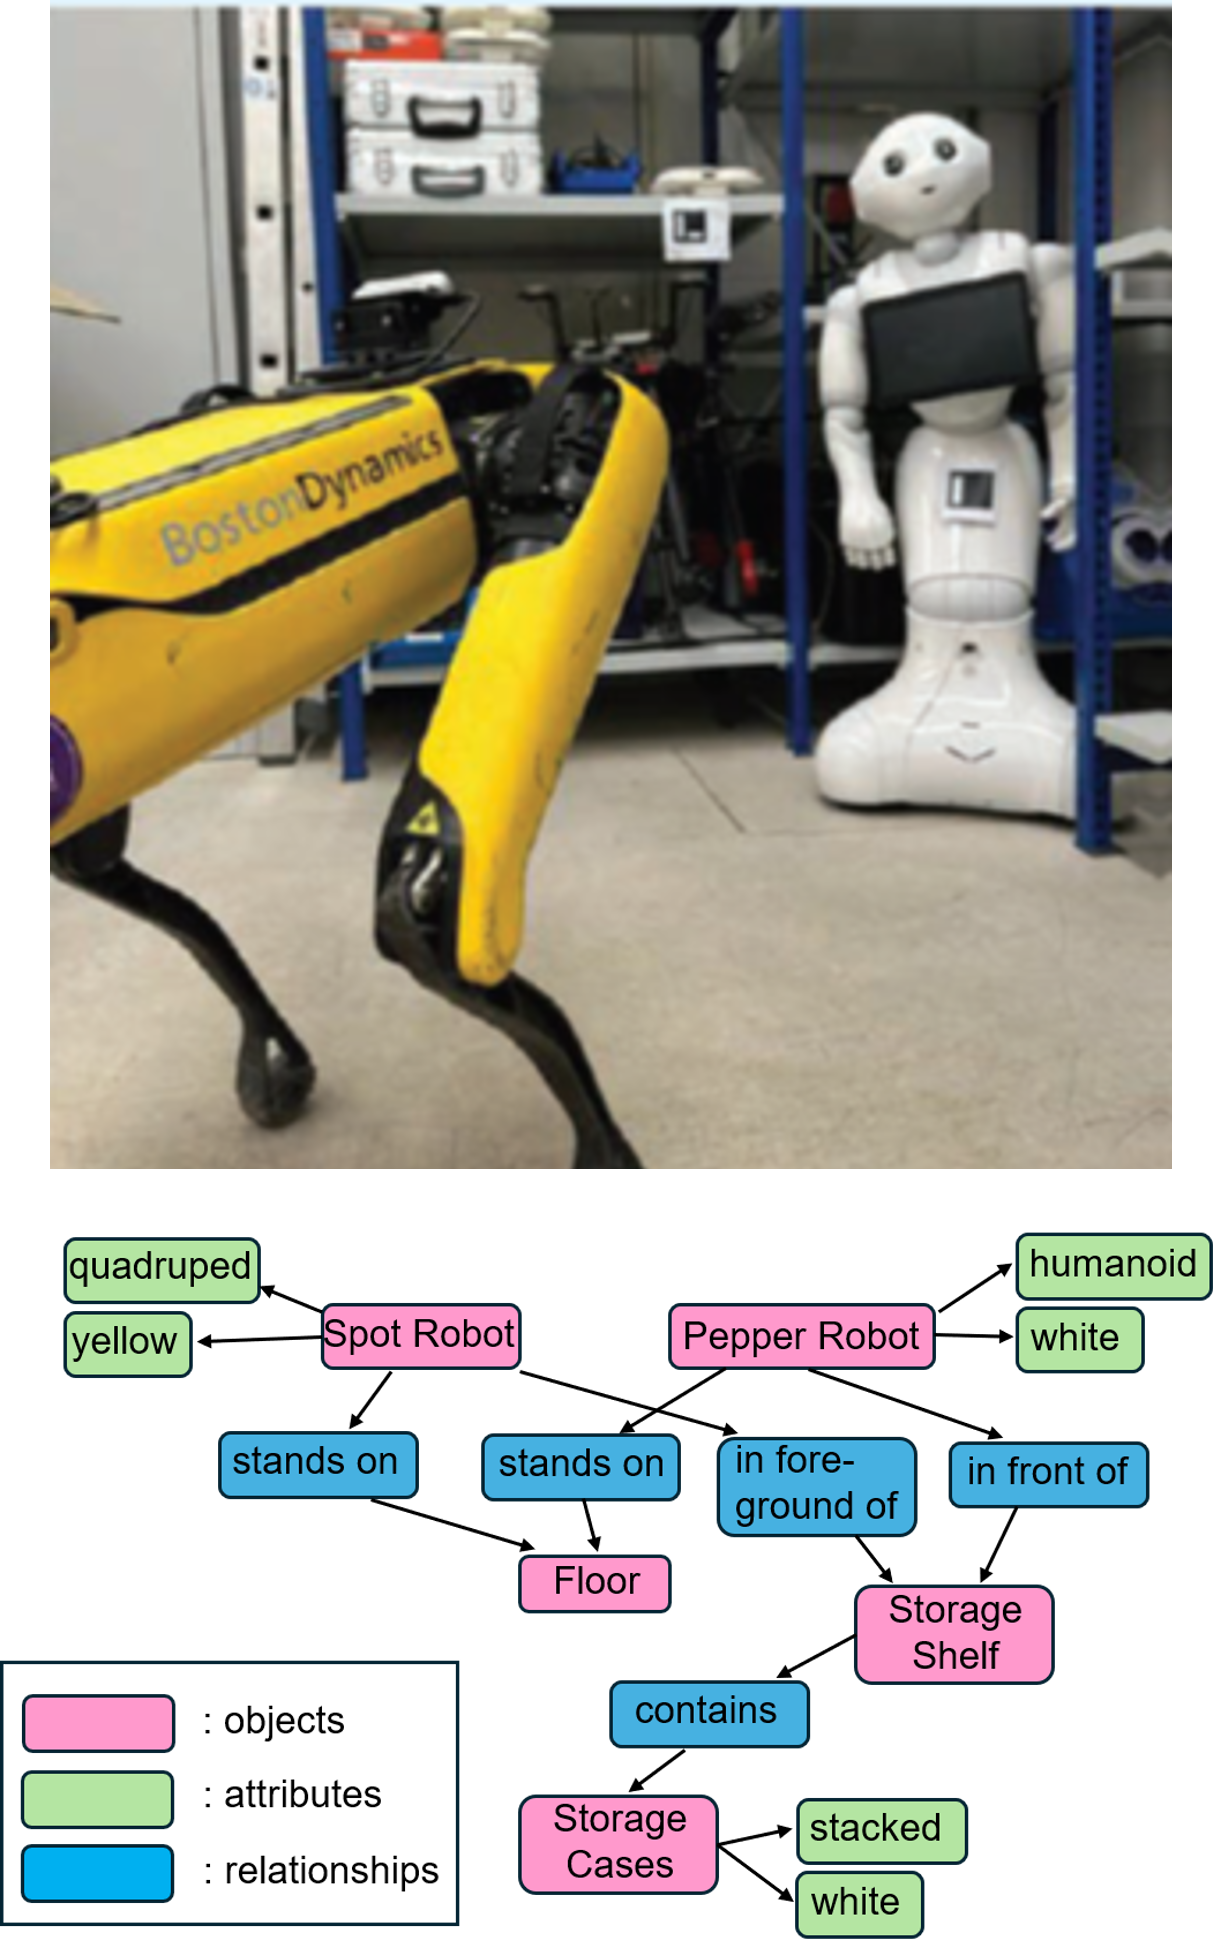 BostonDynamics
quadruped
humanoid
yellow
Spot Robot
Pepper Robot
white
stands on
stands on
in fore-
ground of
in front of
Floor
Storage
Shelf
contains
: objects
: attributes
: relationships
Storage
Cases
stacked
white